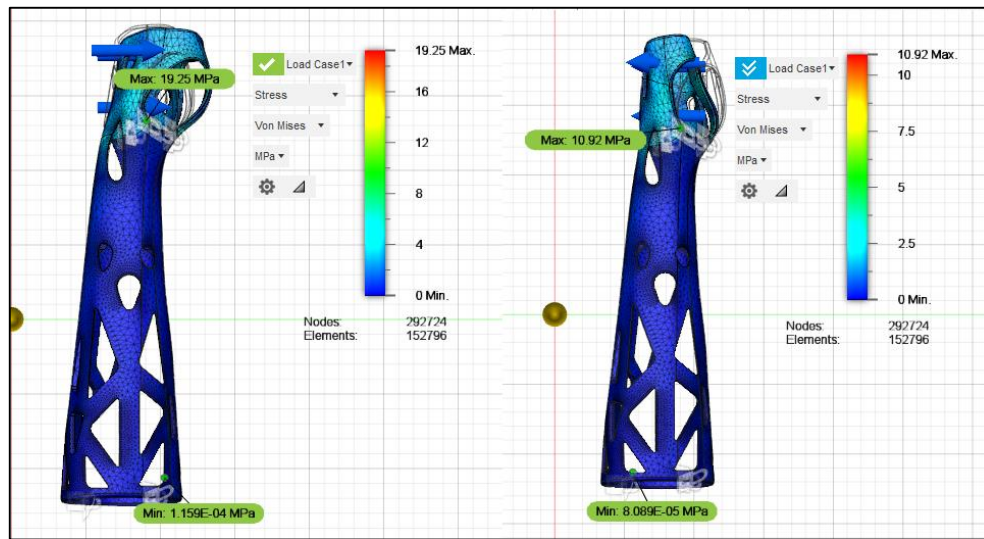 Max: 19.25 MPa
Load Case1
Stress
Von Mises
MPa
19.25 Max.
16
12
8
4
0 Min.
Nodes: 292724
Elements: 152796
Min: 1.159E-04 MPa
Max: 10.92 MPa
Load Case1
Stress
Von Mises
MPa
10.92 Max.
10
7.5
5
2.5
0 Min.
Nodes: 292724
Elements: 152796
Min: 8.089E-05 MPa